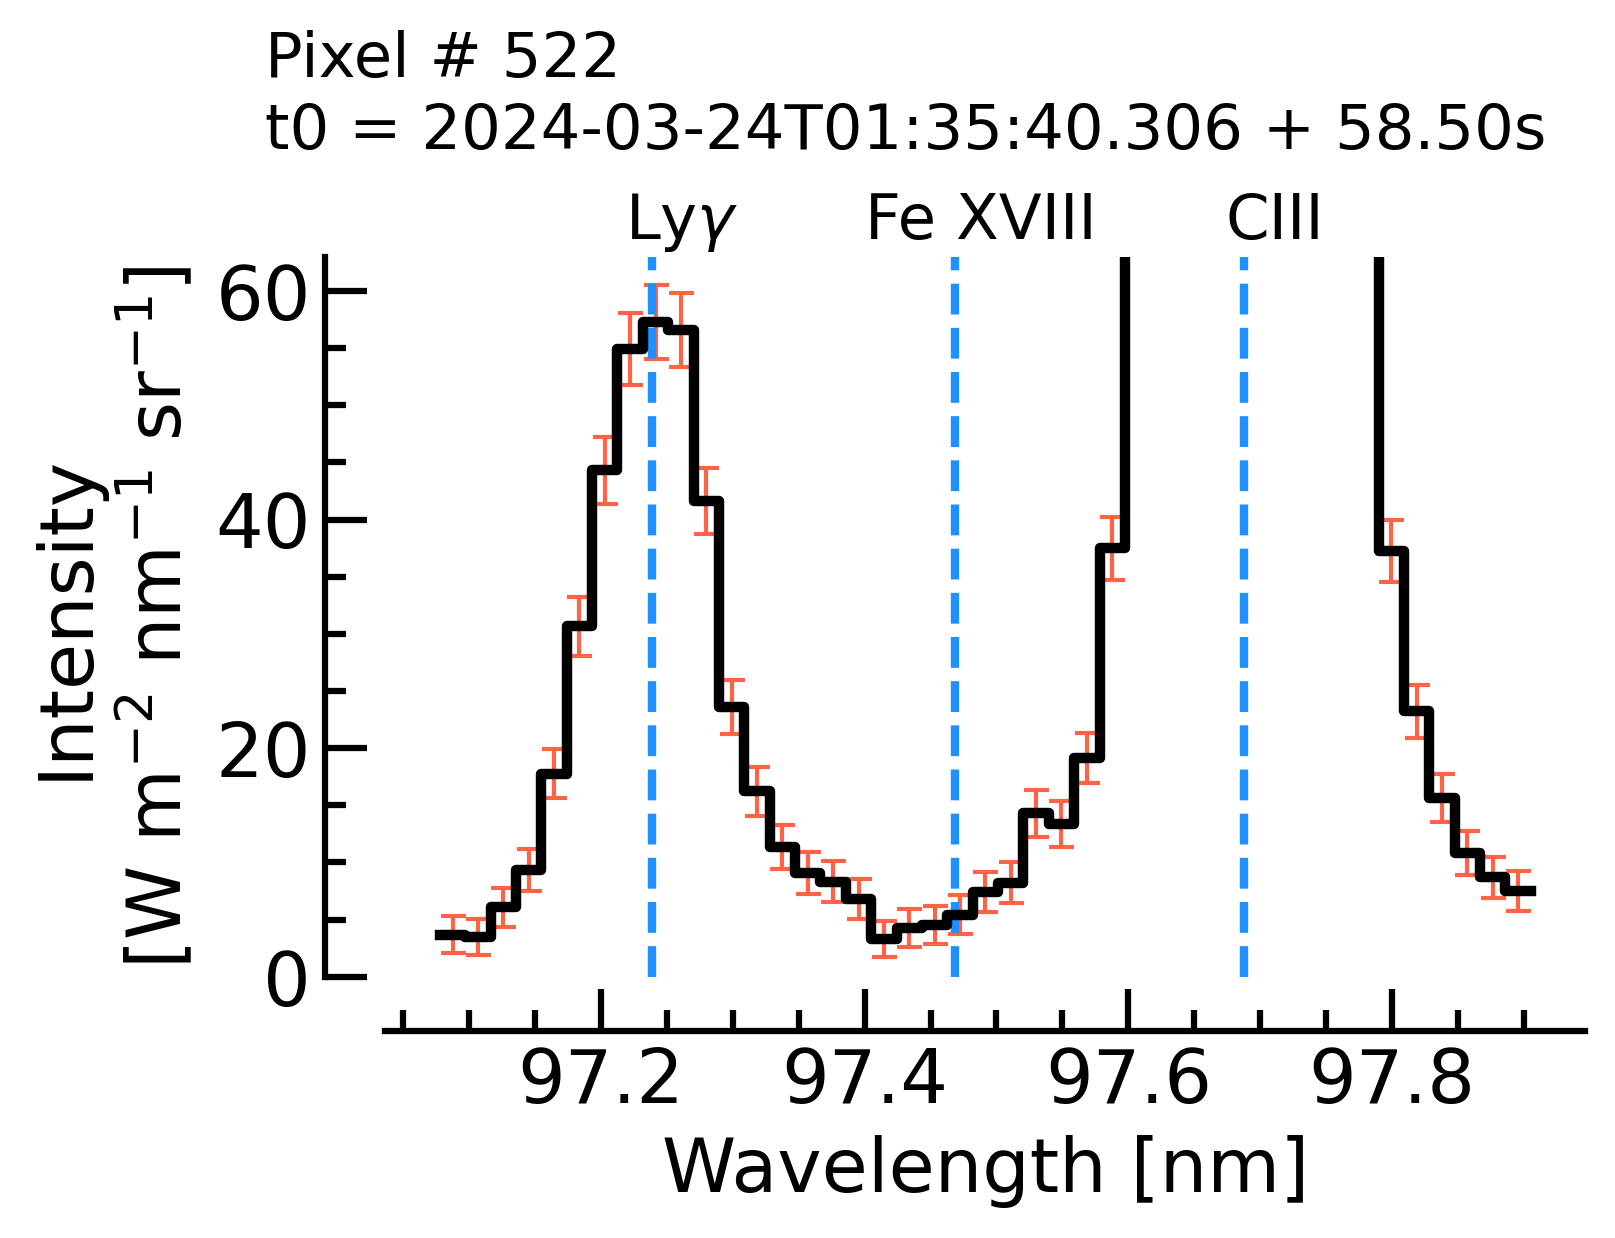 Pixel # 522
t0 = 2024-03-24T01:35:40.306 + 58.50s
Lyγ Fe XVIII CIII
Intensity
[W m⁻² nm⁻¹ sr⁻¹]
60
40
20
0
97.2 97.4 97.6 97.8
Wavelength [nm]